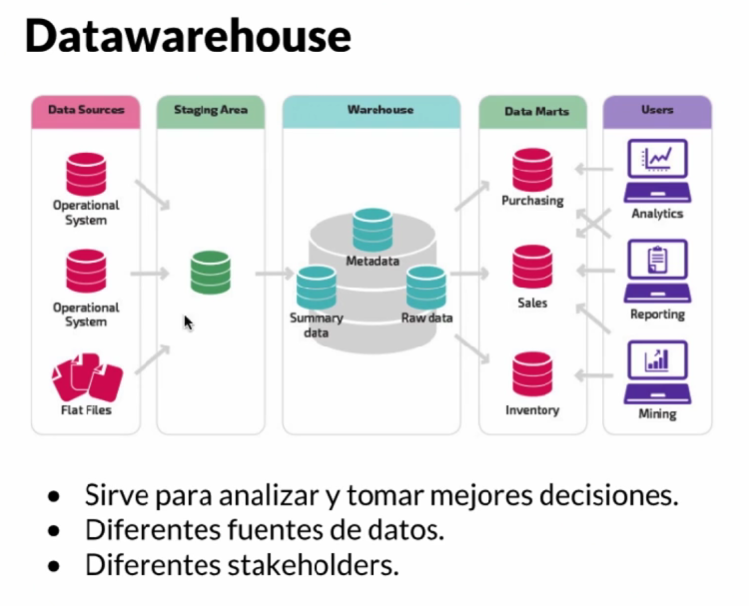 Datawarehouse
Data Sources
Staging Area
Warehouse
Data Marts
Users
Operational
System
Operational
System
Flat Files
Metadata
Summary
data
Raw data
Purchasing
Sales
Inventory
Analytics
Reporting
Mining
• Sirve para analizar y tomar mejores decisiones.
• Diferentes fuentes de datos.
• Diferentes stakeholders.